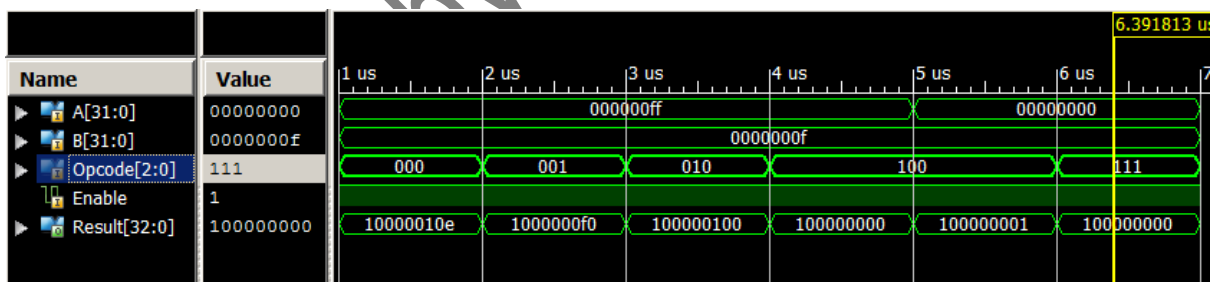 6.391813 us
Name Value 1 us 2 us 3 us 4 us 5 us 6 us 7
A[31:0] 00000000 000000ff 00000000
B[31:0] 0000000f 0000000f
Opcode[2:0] 111 000 001 010 100 111
Enable 1
Result[32:0] 100000000 10000010e 1000000f0 100000100 100000000 100000001 100000000